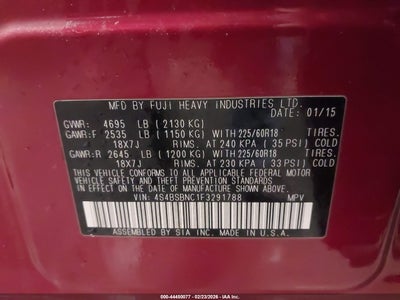 MFD BY FUJI HEAVY INDUSTRIES LTD.
DATE: 01/15
GVWR: 4695 LB (2130 KG)
GAWR:F 2535 LB (1150 KG) WITH 225/60R18 TIRES.
18X7J RIMS. AT 240 KPA (35 PSI) COLD
GAWR:R 2645 LB (1200 KG) WITH 225/60R18 TIRES.
18X7J RIMS. AT 230 KPA (33 PSI) COLD
THIS VEHICLE CONFORMS TO ALL APPLICABLE FEDERAL MOTOR
VEHICLE SAFETY AND THEFT PREVENTION STANDARDS IN
EFFECT ON THE DATE OF MANUFACTURE SHOWN ABOVE.
VIN: 4S4BSBNC1F3291788 MPV
ASSEMBLED BY SIA INC. MADE IN U.S.A.
ID: 000-44460077 - 02/23/2026 - IAAI US